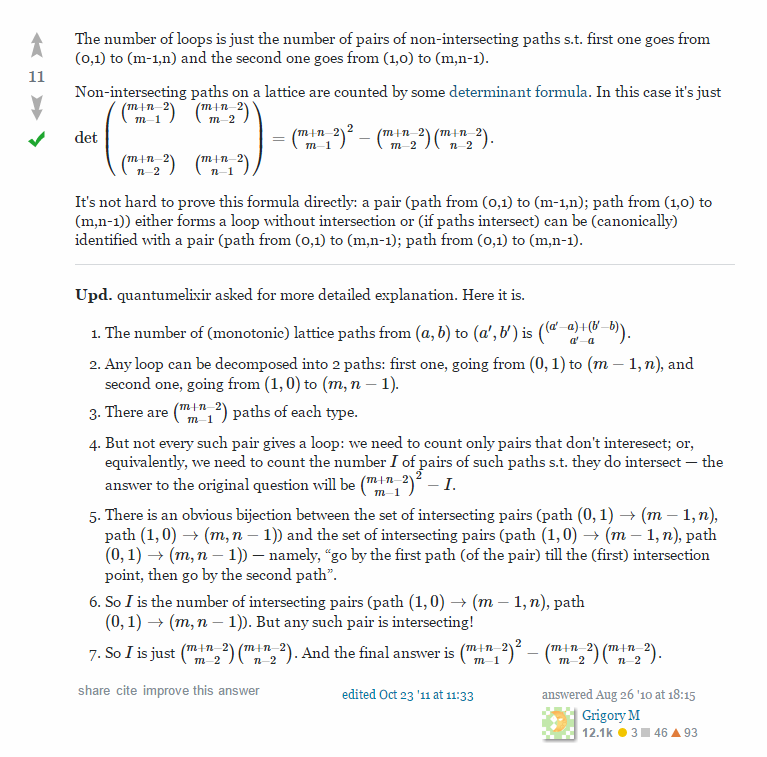 The number of loops is just the number of pairs of non-intersecting paths s.t. first one goes from
(0,1) to (m-1,n) and the second one goes from (1,0) to (m,n-1).
11
Non-intersecting paths on a lattice are counted by some determinant formula. In this case it's just
det \begin{pmatrix} \binom{m+n-2}{m-1} & \binom{m+n-2}{m-2} \\ \binom{m+n-2}{n-2} & \binom{m+n-2}{n-1} \end{pmatrix} = \binom{m+n-2}{m-1}^2 − \binom{m+n-2}{m-2}\binom{m+n-2}{n-2}.
It's not hard to prove this formula directly: a pair (path from (0,1) to (m-1,n); path from (1,0) to
(m,n-1)) either forms a loop without intersection or (if paths intersect) can be (canonically)
identified with a pair (path from (0,1) to (m,n-1); path from (0,1) to (m,n-1).
Upd. quantumelixir asked for more detailed explanation. Here it is.
1. The number of (monotonic) lattice paths from (a, b) to (a′, b′) is \binom{(a′−a)+(b′−b)}{a′−a}.
2. Any loop can be decomposed into 2 paths: first one, going from (0, 1) to (m − 1, n), and
second one, going from (1, 0) to (m, n − 1).
3. There are \binom{m+n-2}{m-1} paths of each type.
4. But not every such pair gives a loop: we need to count only pairs that don't interesect; or,
equivalently, we need to count the number I of pairs of such paths s.t. they do intersect — the
answer to the original question will be \binom{m+n-2}{m-1}^2 − I.
5. There is an obvious bijection between the set of intersecting pairs (path (0, 1) → (m − 1, n),
path (1, 0) → (m, n − 1)) and the set of intersecting pairs (path (1, 0) → (m − 1, n), path
(0, 1) → (m, n − 1)) — namely, “go by the first path (of the pair) till the (first) intersection
point, then go by the second path”.
6. So I is the number of intersecting pairs (path (1, 0) → (m − 1, n), path
(0, 1) → (m, n − 1)). But any such pair is intersecting!
7. So I is just \binom{m+n-2}{m-2}\binom{m+n-2}{n-2}. And the final answer is \binom{m+n-2}{m-1}^2 − \binom{m+n-2}{m-2}\binom{m+n-2}{n-2}.
share cite improve this answer
edited Oct 23 '11 at 11:33
answered Aug 26 '10 at 18:15
Grigory M
12.1k 3 46 93